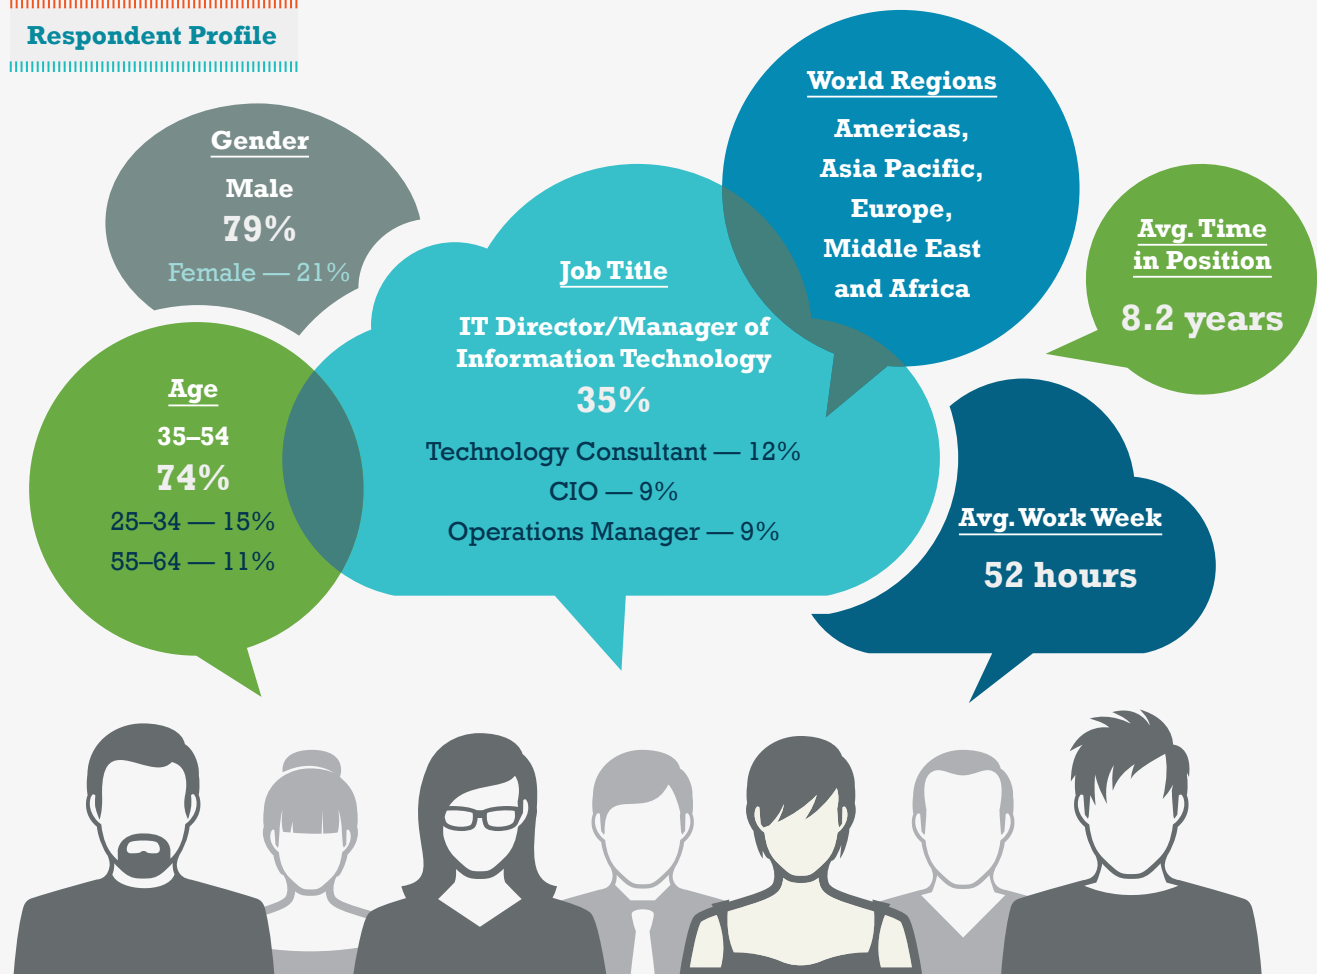 Respondent Profile
Gender
Male
79%
Female — 21%
Age
35–54
74%
25–34 — 15%
55–64 — 11%
Job Title
IT Director/Manager of
Information Technology
35%
Technology Consultant — 12%
CIO — 9%
Operations Manager — 9%
World Regions
Americas,
Asia Pacific,
Europe,
Middle East
and Africa
Avg. Time
in Position
8.2 years
Avg. Work Week
52 hours